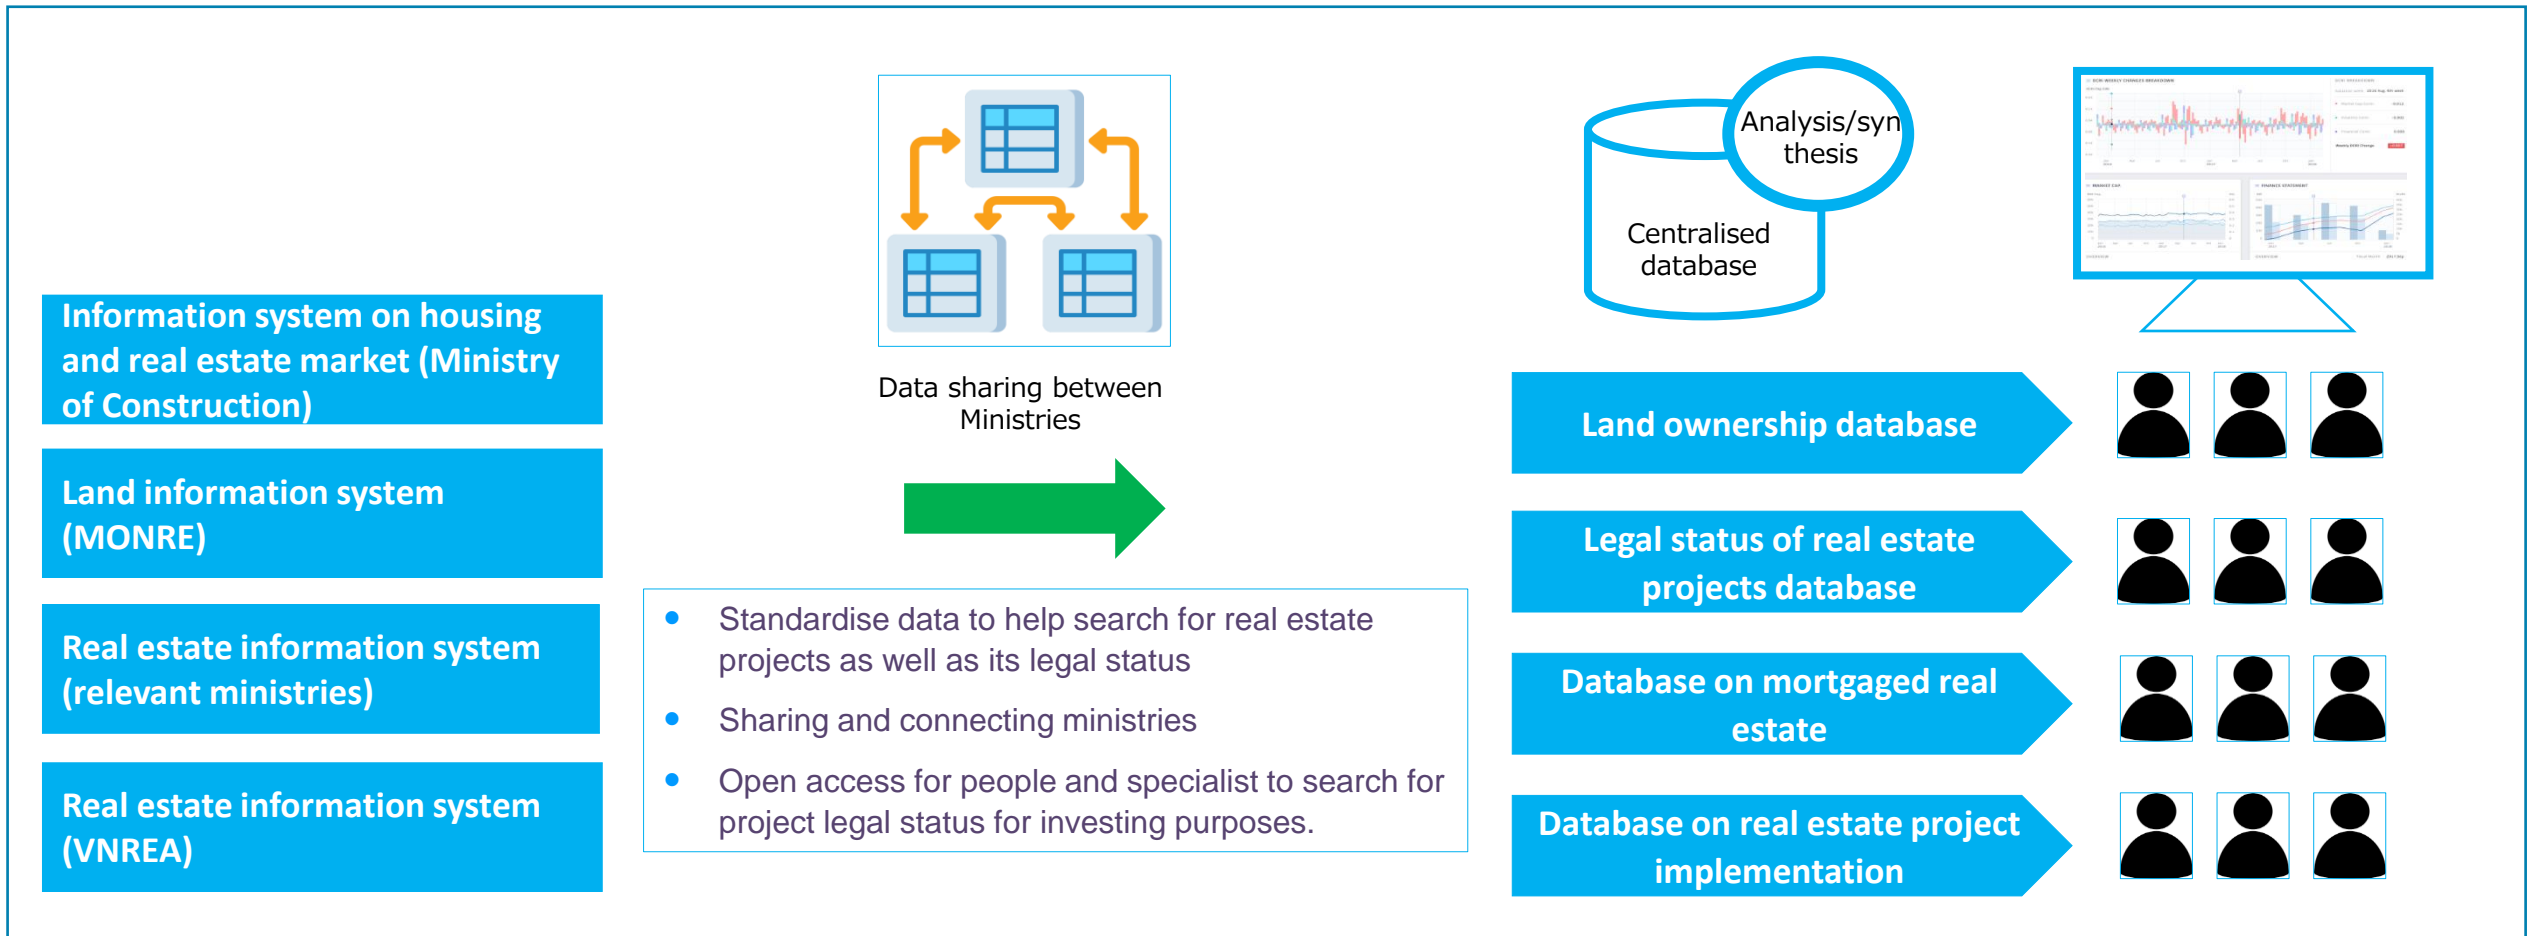 Information system on housing
and real estate market (Ministry
of Construction)
Land information system
(MONRE)
Real estate information system
(relevant ministries)
Real estate information system
(VNREA)
Data sharing between
Ministries
• Standardise data to help search for real estate
projects as well as its legal status
• Sharing and connecting ministries
• Open access for people and specialist to search for
project legal status for investing purposes.
Analysis/syn
thesis
Centralised
database
Land ownership database
Legal status of real estate
projects database
Database on mortgaged real
estate
Database on real estate project
implementation